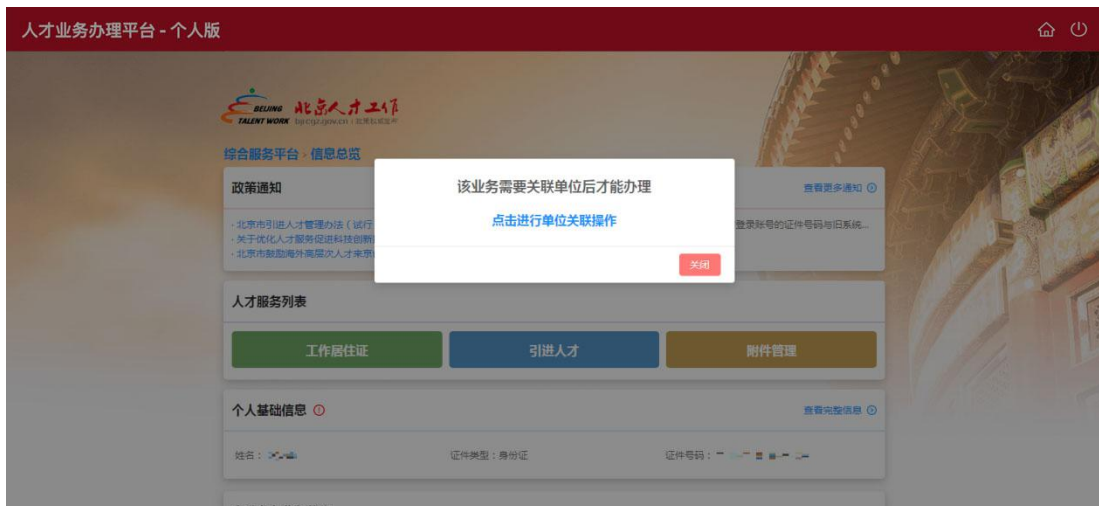 人才业务办理平台 - 个人版
BEIJING 北京人才工作
TALENT WORK
综合服务平台 > 信息总览
政策通知
查看更多通知
该业务需要关联单位后才能办理
点击进行单位关联操作
关闭
· 北京市引进人才管理办法（试行
登录账号的证件号码与旧系统...
· 关于优化人才服务促进科技创新
· 北京市鼓励海外高层次人才来京
人才服务列表
工作居住证
引进人才
附件管理
个人基础信息
查看完整信息
姓名：
证件类型：身份证
证件号码：